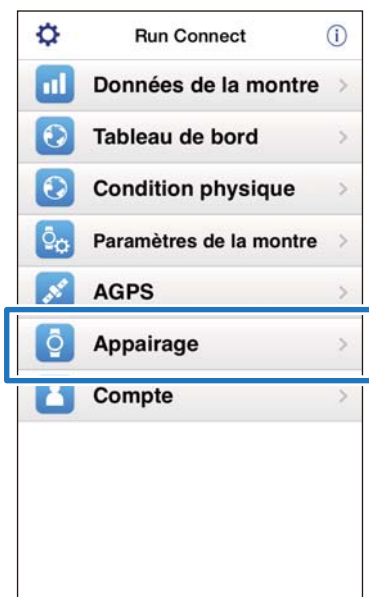 Run Connect
Données de la montre
Tableau de bord
Condition physique
Paramètres de la montre
AGPS
Appairage
Compte